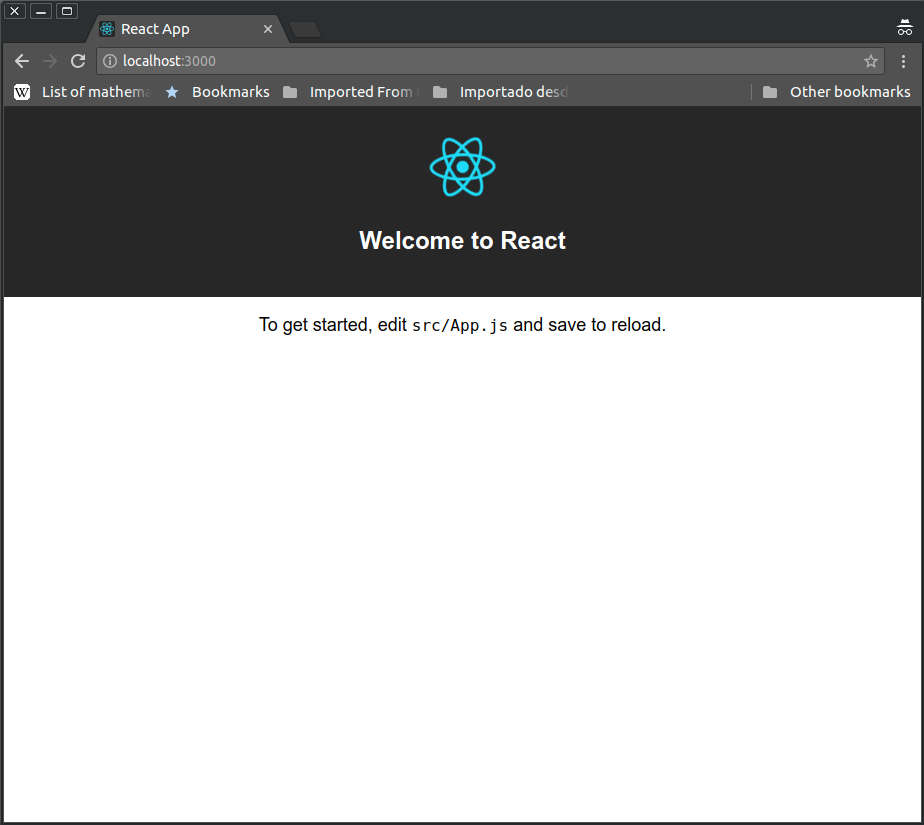 React App
localhost:3000
W List of mathema Bookmarks Imported From Importado desd Other bookmarks
Welcome to React
To get started, edit src/App.js and save to reload.